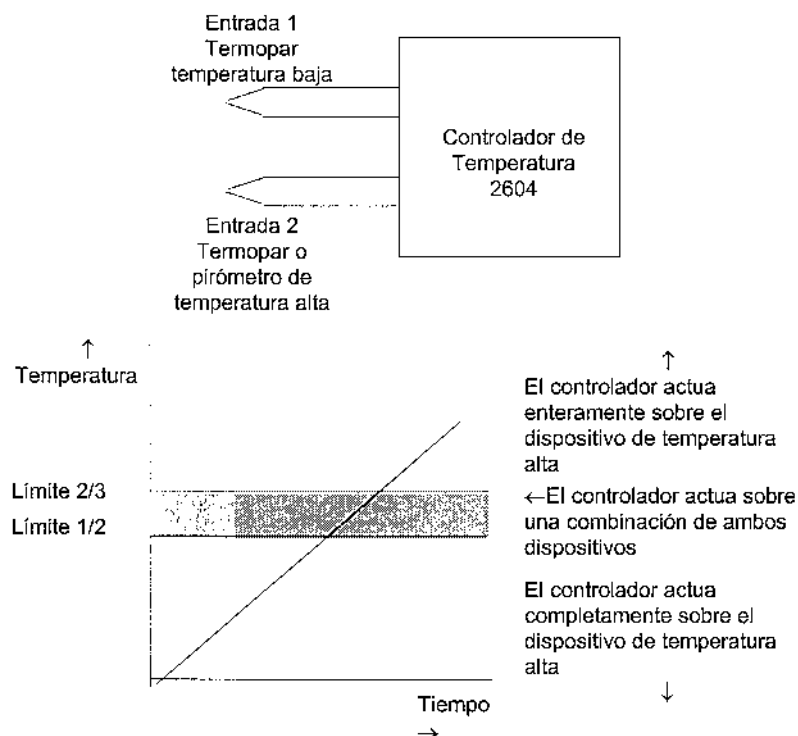 Entrada 1
Termopar
temperatura baja
Controlador de
Temperatura
2604
Entrada 2
Termopar o
pirómetro de
temperatura alta
↑
Temperatura
Límite 2/3
Límite 1/2
↑
El controlador actua
enteramente sobre el
dispositivo de temperatura
alta
←El controlador actua sobre
una combinación de ambos
dispositivos
El controlador actua
completamente sobre el
dispositivo de temperatura
alta
↓
Tiempo
→